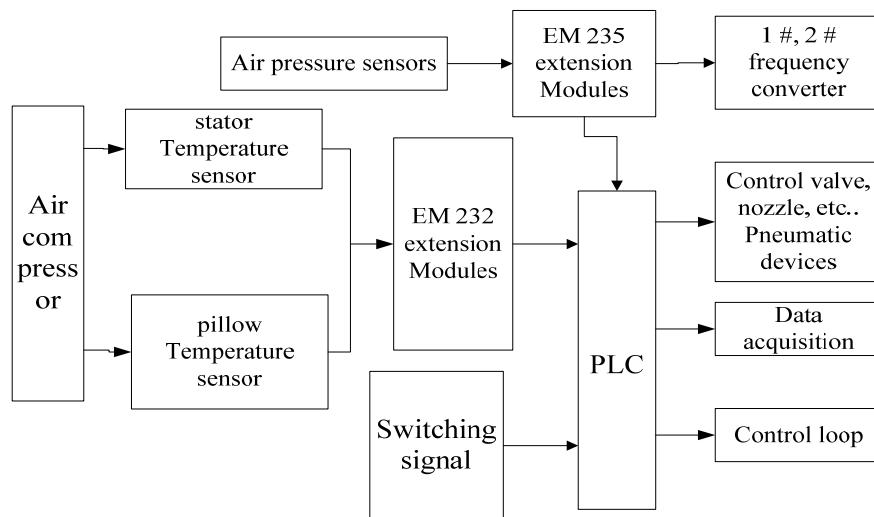 Air pressure sensors
EM 235
extension
Modules
1 #, 2 #
frequency
converter
stator
Temperature
sensor
Air
com
press
or
EM 232
extension
Modules
pillow
Temperature
sensor
PLC
Control valve,
nozzle, etc..
Pneumatic
devices
Data
acquisition
Switching
signal
Control loop